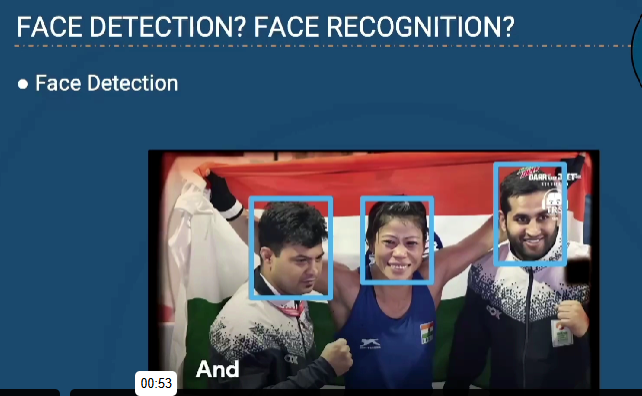 FACE DETECTION? FACE RECOGNITION?
● Face Detection
And
00:53